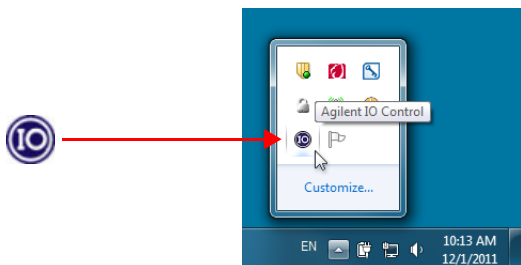 IO
Agilent IO Control
IO
Customize...
EN
10:13 AM
12/1/2011